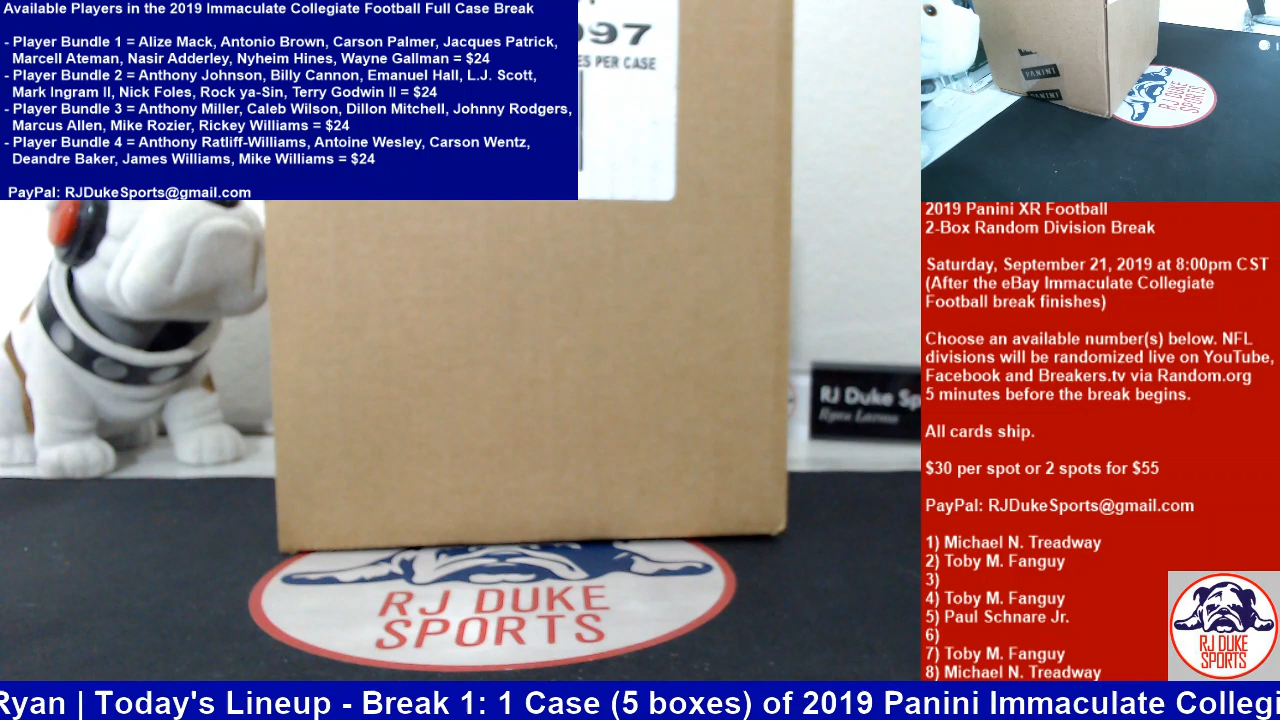 Available Players in the 2019 Immaculate Collegiate Football Full Case Break
- Player Bundle 1 = Alize Mack, Antonio Brown, Carson Palmer, Jacques Patrick,
Marcell Ateman, Nasir Adderley, Nyheim Hines, Wayne Gallman = $24
- Player Bundle 2 = Anthony Johnson, Billy Cannon, Emanuel Hall, L.J. Scott,
Mark Ingram II, Nick Foles, Rock ya-Sin, Terry Godwin II = $24
- Player Bundle 3 = Anthony Miller, Caleb Wilson, Dillon Mitchell, Johnny Rodgers,
Marcus Allen, Mike Rozier, Rickey Williams = $24
- Player Bundle 4 = Anthony Ratliff-Williams, Antoine Wesley, Carson Wentz,
Deandre Baker, James Williams, Mike Williams = $24
PayPal: RJDukeSports@gmail.com
097
ES PER CASE
PANINI
PANINI
RJ DUKE
SPORTS
2019 Panini XR Football
2-Box Random Division Break
Saturday, September 21, 2019 at 8:00pm CST
(After the eBay Immaculate Collegiate
Football break finishes)
Choose an available number(s) below. NFL
divisions will be randomized live on YouTube,
Facebook and Breakers.tv via Random.org
5 minutes before the break begins.
All cards ship.
$30 per spot or 2 spots for $55
PayPal: RJDukeSports@gmail.com
1) Michael N. Treadway
2) Toby M. Fanguy
3)
4) Toby M. Fanguy
5) Paul Schnare Jr.
6)
7) Toby M. Fanguy
8) Michael N. Treadway
RJ DUKE
SPORTS
RJ Duke Sp
Ryan
RJ DUKE
SPORTS
Ryan | Today's Lineup - Break 1: 1 Case (5 boxes) of 2019 Panini Immaculate Collegi